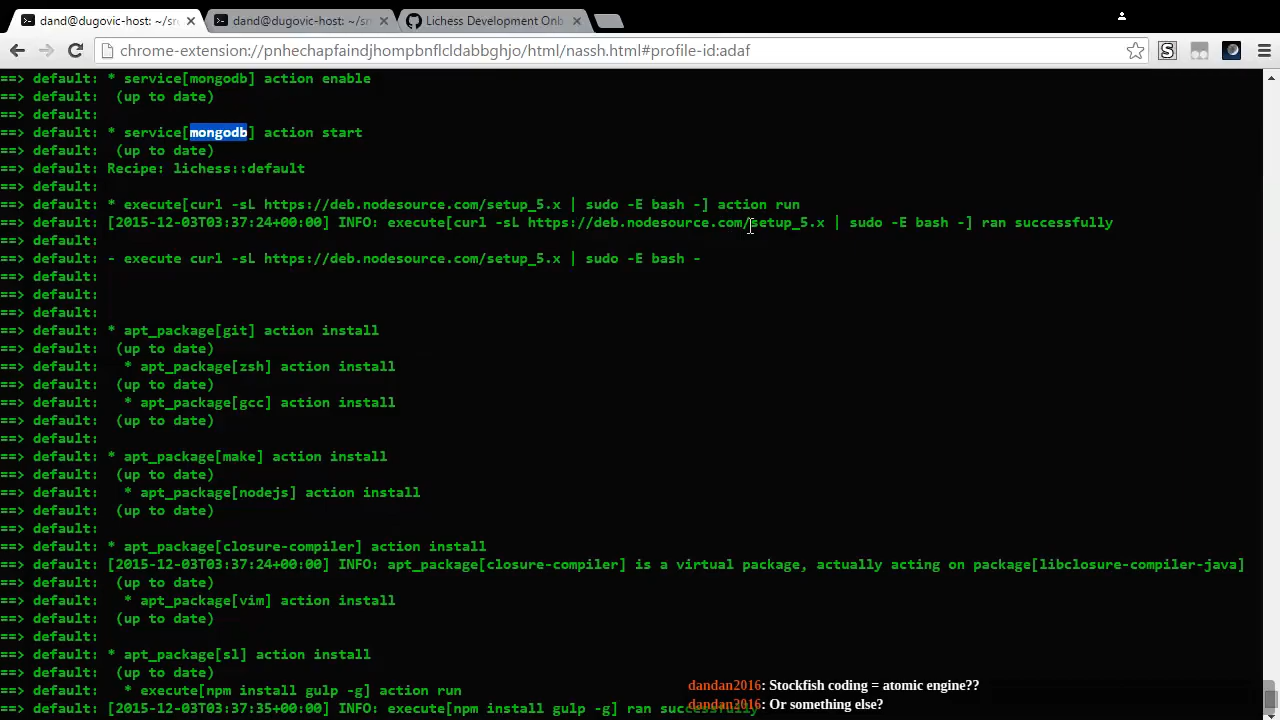 dand@dugovic-host: ~/sr
dand@dugovic-host: ~/sr
Lichess Development Onb
chrome-extension://pnhechapfaindjhompbnflcldabbghjo/html/nassh.html#profile-id:adaf
==> default: * service[mongodb] action enable
==> default: (up to date)
==> default:
==> default: * service[mongodb] action start
==> default: (up to date)
==> default: Recipe: lichess::default
==> default:
==> default: * execute[curl -sL https://deb.nodesource.com/setup_5.x | sudo -E bash -] action run
==> default: [2015-12-03T03:37:24+00:00] INFO: execute[curl -sL https://deb.nodesource.com/setup_5.x | sudo -E bash -] ran successfully
==> default:
==> default: - execute curl -sL https://deb.nodesource.com/setup_5.x | sudo -E bash -
==> default:
==> default:
==> default:
==> default: * apt_package[git] action install
==> default: (up to date)
==> default: * apt_package[zsh] action install
==> default: (up to date)
==> default: * apt_package[gcc] action install
==> default: (up to date)
==> default:
==> default: * apt_package[make] action install
==> default: (up to date)
==> default: * apt_package[nodejs] action install
==> default: (up to date)
==> default:
==> default: * apt_package[closure-compiler] action install
==> default: [2015-12-03T03:37:24+00:00] INFO: apt_package[closure-compiler] is a virtual package, actually acting on package[libclosure-compiler-java]
==> default: (up to date)
==> default: * apt_package[vim] action install
==> default: (up to date)
==> default:
==> default: * apt_package[sl] action install
==> default: (up to date)
==> default: * execute[npm install gulp -g] action run
==> default: [2015-12-03T03:37:35+00:00] INFO: execute[npm install gulp -g] ran successfully
dandan2016: Stockfish coding = atomic engine??
dandan2016: Or something else?